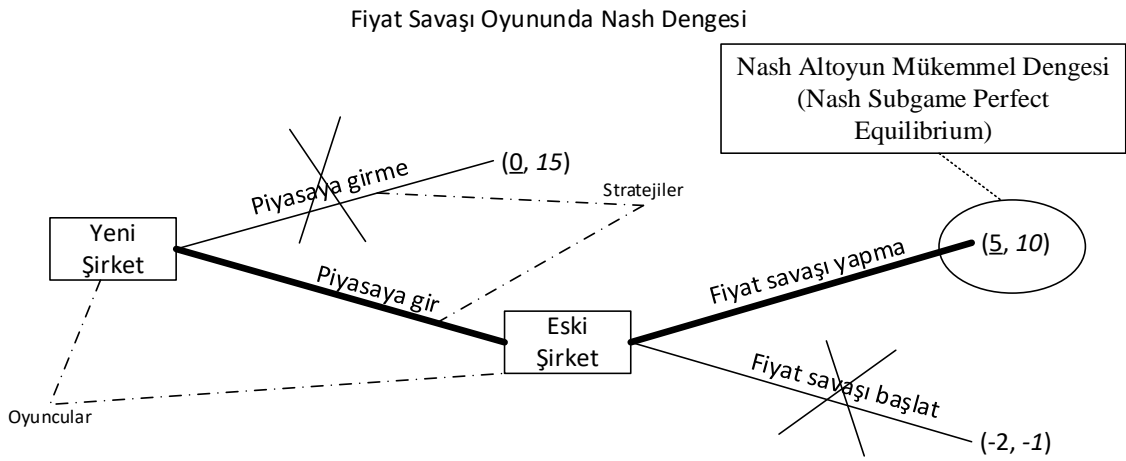 Fiyat Savaşı Oyununda Nash Dengesi
Nash Altoyun Mükemmel Dengesi
(Nash Subgame Perfect
Equilibrium)
Piyasaya girme
(0, 15)
Stratejiler
Yeni
Şirket
Piyasaya gir
Fiyat savaşı yapma
(5, 10)
Eski
Şirket
Fiyat savaşı başlat
Oyuncular
(-2, -1)